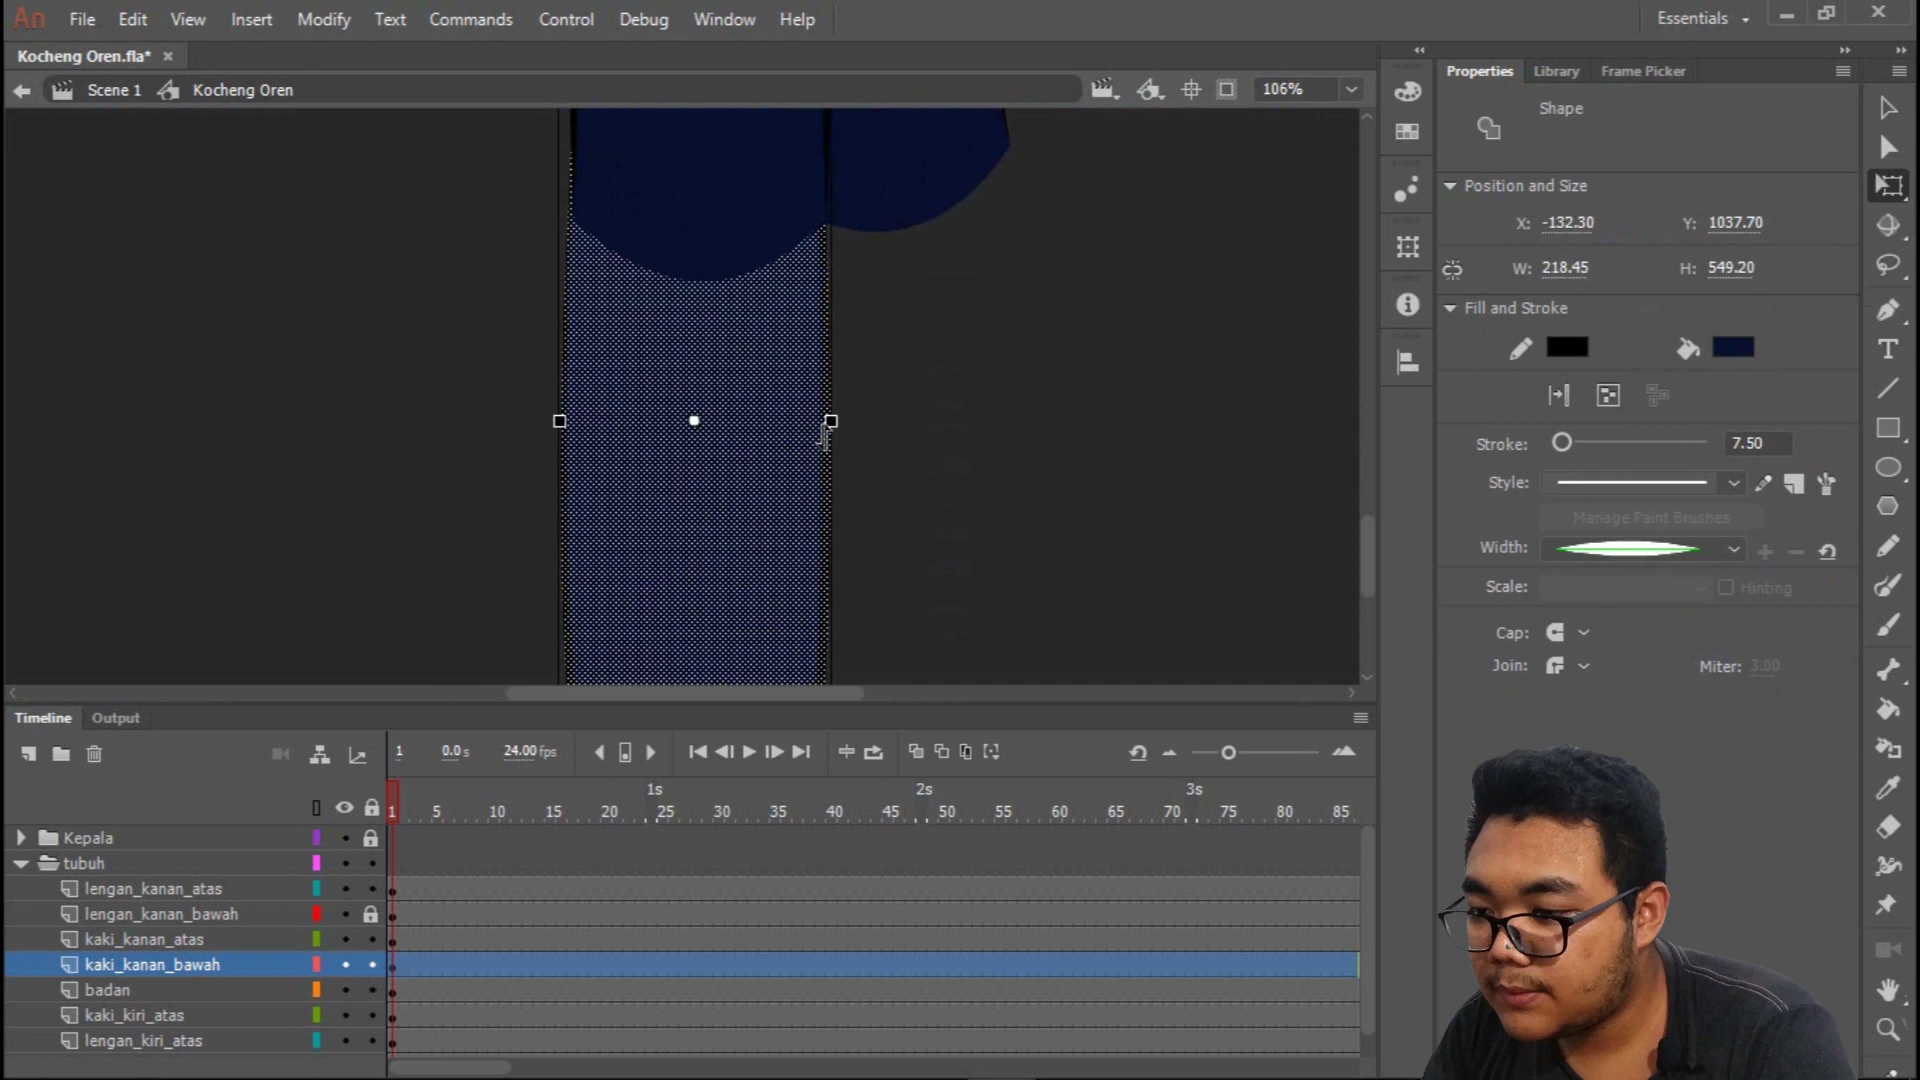 An File Edit View Insert Modify Text Commands Control Debug Window Help Essentials
Kocheng Oren.fla*
Scene 1 Kocheng Oren 106%
Properties Library Frame Picker
Shape
Position and Size
X: -132.30 Y: 1037.70
W: 218.45 H: 549.20
Fill and Stroke
Stroke: 7.50
Style:
Manage Paint Brushes
Width:
Scale: Hinting
Cap:
Join: Miter: 3.00
Timeline Output
1 0.0 s 24.00 fps
1s 2s 3s
1 5 10 15 20 25 30 35 40 45 50 55 60 65 70 75 80 85
Kepala
tubuh
lengan_kanan_atas
lengan_kanan_bawah
kaki_kanan_atas
kaki_kanan_bawah
badan
kaki_kiri_atas
lengan_kiri_atas